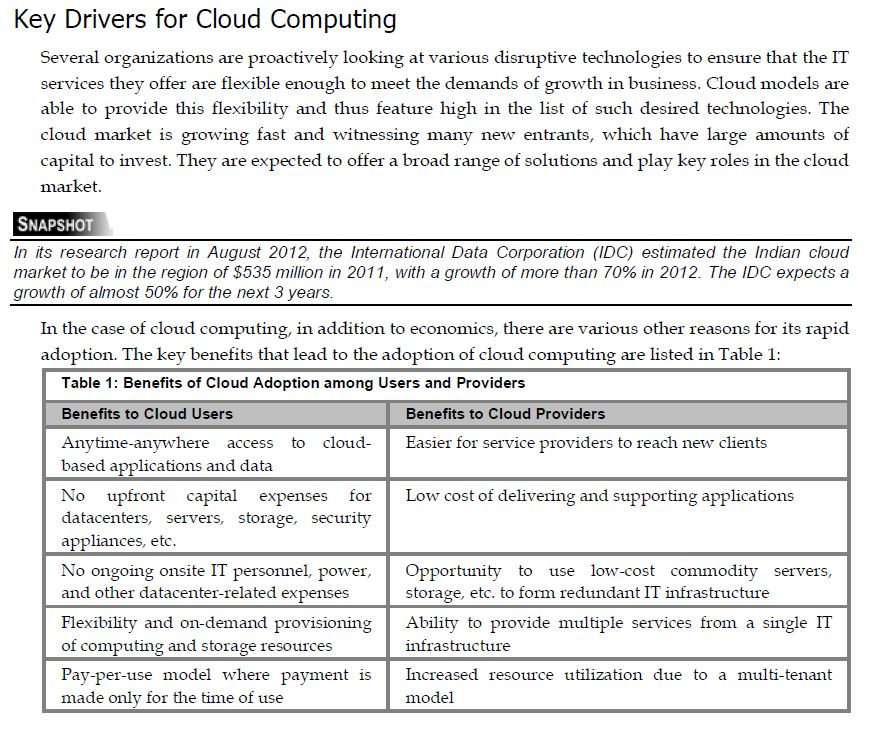 Key Drivers for Cloud Computing
Several organizations are proactively looking at various disruptive technologies to ensure that the IT
services they offer are flexible enough to meet the demands of growth in business. Cloud models are
able to provide this flexibility and thus feature high in the list of such desired technologies. The
cloud market is growing fast and witnessing many new entrants, which have large amounts of
capital to invest. They are expected to offer a broad range of solutions and play key roles in the cloud
market.
SNAPSHOT
In its research report in August 2012, the International Data Corporation (IDC) estimated the Indian cloud
market to be in the region of $535 million in 2011, with a growth of more than 70% in 2012. The IDC expects a
growth of almost 50% for the next 3 years.
In the case of cloud computing, in addition to economics, there are various other reasons for its rapid
adoption. The key benefits that lead to the adoption of cloud computing are listed in Table 1:
Table 1: Benefits of Cloud Adoption among Users and Providers
Benefits to Cloud Users
Benefits to Cloud Providers
Anytime-anywhere access to cloud-
based applications and data
Easier for service providers to reach new clients
No upfront capital expenses for
datacenters, servers, storage, security
appliances, etc.
Low cost of delivering and supporting applications
No ongoing onsite IT personnel, power,
and other datacenter-related expenses
Opportunity to use low-cost commodity servers,
storage, etc. to form redundant IT infrastructure
Flexibility and on-demand provisioning
of computing and storage resources
Ability to provide multiple services from a single IT
infrastructure
Pay-per-use model where payment is
made only for the time of use
Increased resource utilization due to a multi-tenant
model